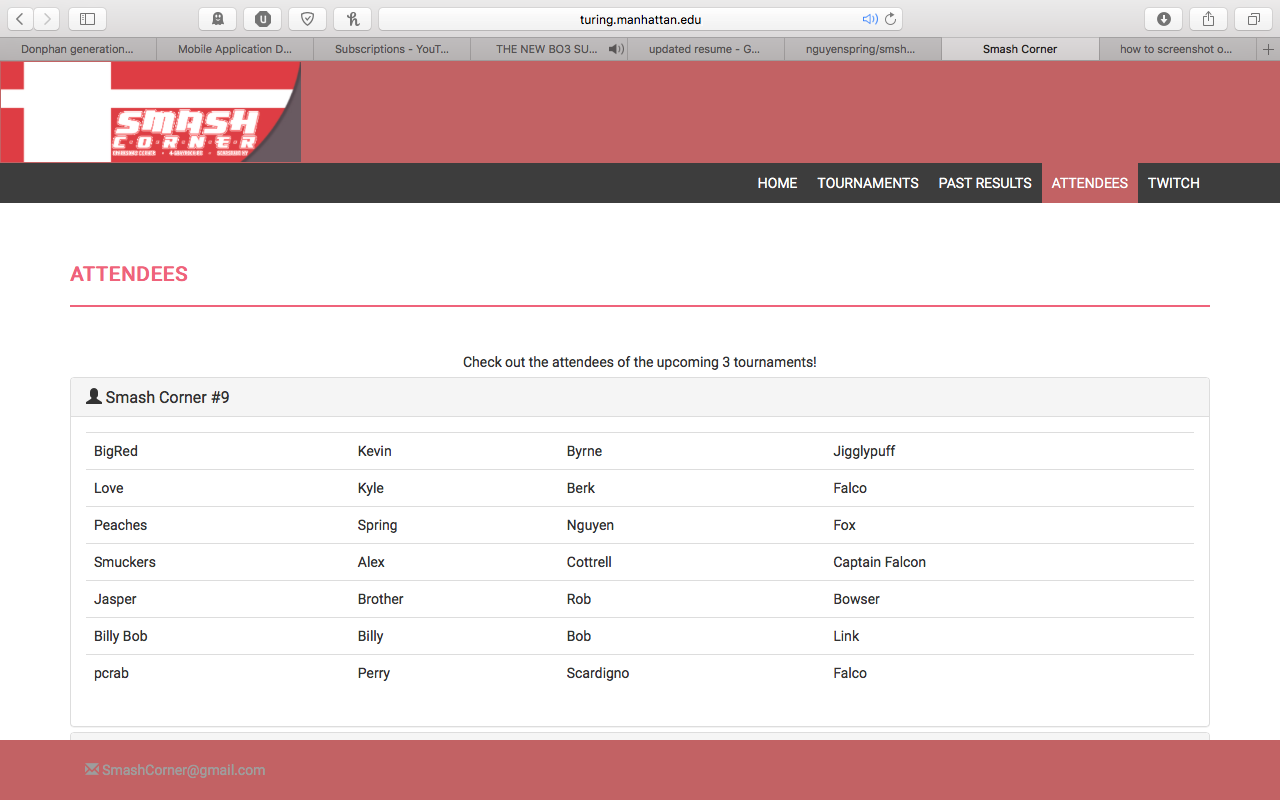 turing.manhattan.edu
Donphan generation... Mobile Application D... Subscriptions - YouT... THE NEW BO3 SU... updated resume - G... nguyenspring/smsh... Smash Corner how to screenshot o...
SMASH
CORNER
HOME TOURNAMENTS PAST RESULTS ATTENDEES TWITCH
ATTENDEES
Check out the attendees of the upcoming 3 tournaments!
Smash Corner #9
BigRed Kevin Byrne Jigglypuff
Love Kyle Berk Falco
Peaches Spring Nguyen Fox
Smuckers Alex Cottrell Captain Falcon
Jasper Brother Rob Bowser
Billy Bob Billy Bob Link
pcrab Perry Scardigno Falco
SmashCorner@gmail.com